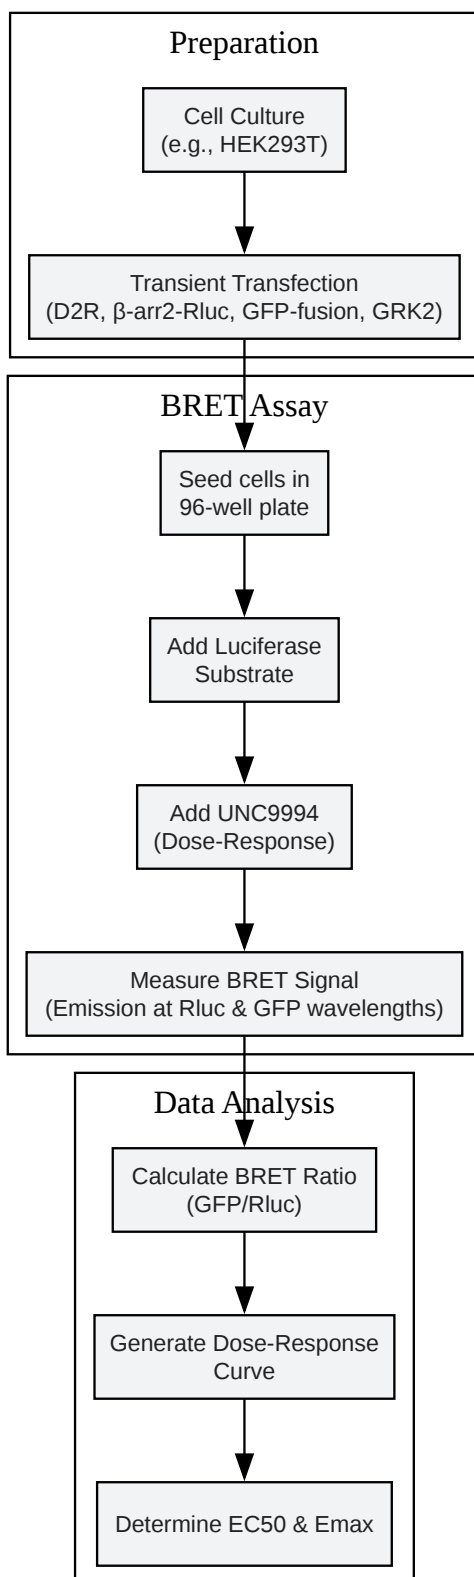 Preparation
Cell Culture
(e.g., HEK293T)
Transient Transfection
(D2R, β-arr2-Rluc, GFP-fusion, GRK2)
BRET Assay
Seed cells in
96-well plate
Add Luciferase
Substrate
Add UNC9994
(Dose-Response)
Measure BRET Signal
(Emission at Rluc & GFP wavelengths)
Data Analysis
Calculate BRET Ratio
(GFP/Rluc)
Generate Dose-Response
Curve
Determine EC50 & Emax